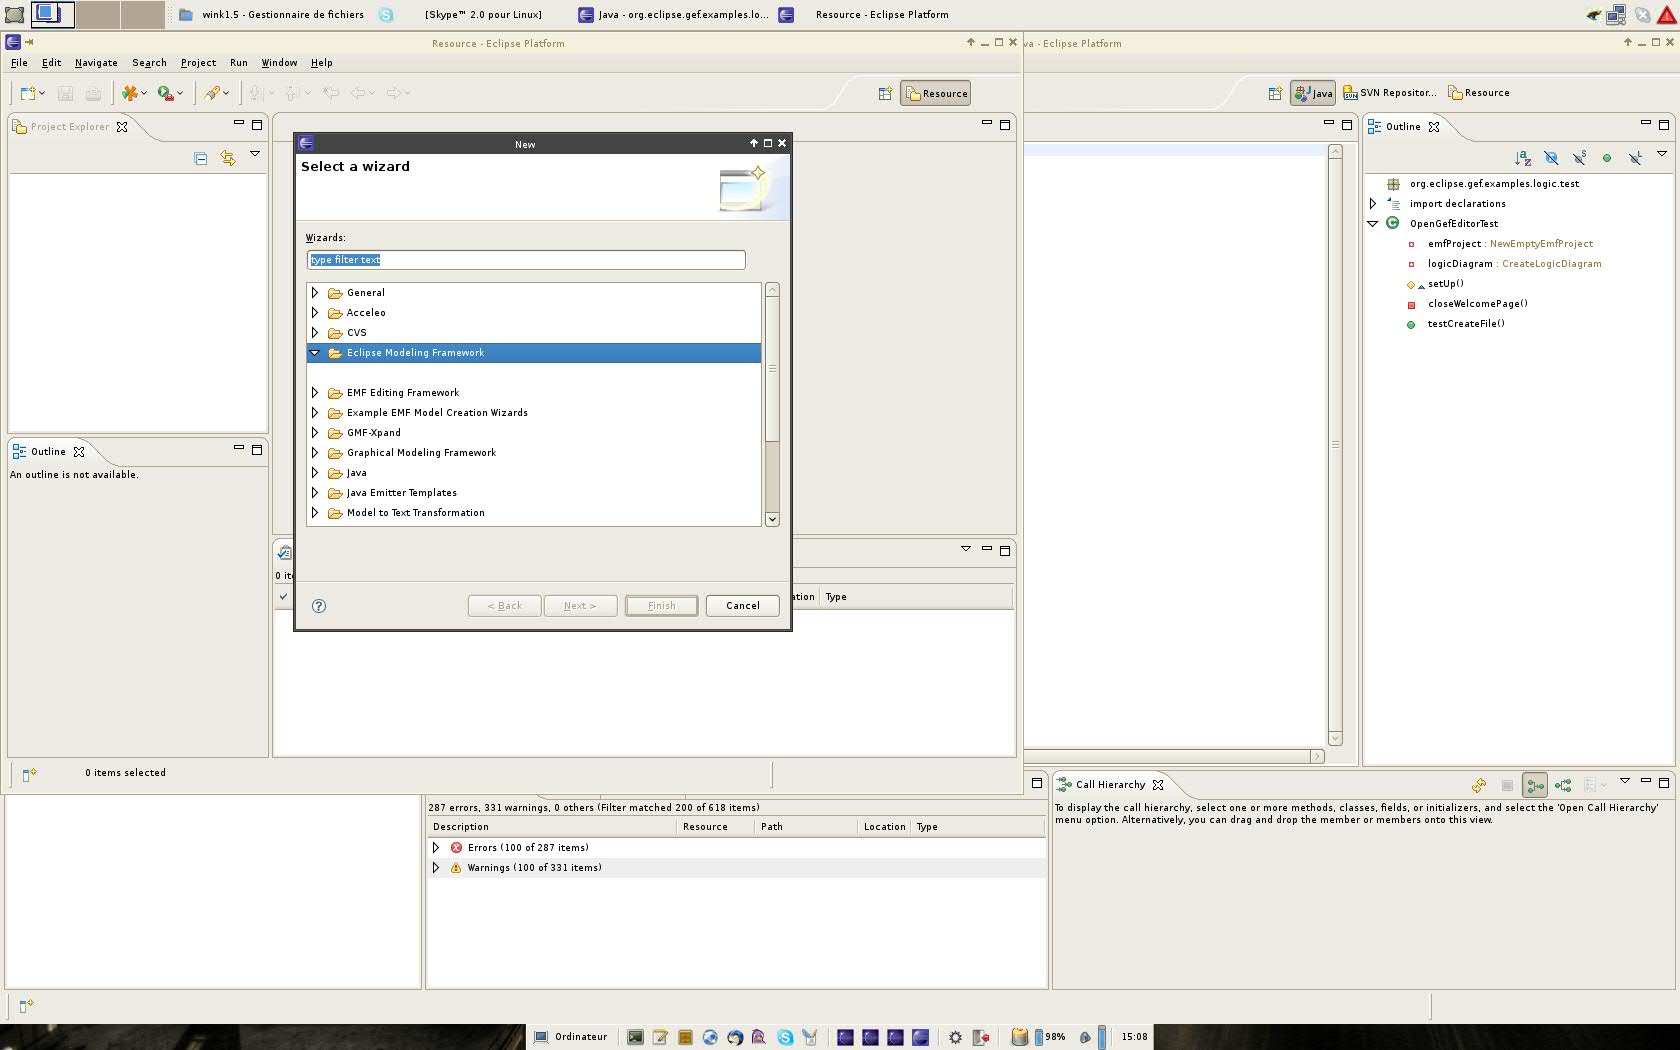 wink1.5 - Gestionnaire de fichiers
[Skype™ 2.0 pour Linux]
Java - org.eclipse.gef.examples.lo...
Resource - Eclipse Platform
Resource - Eclipse Platform
va - Eclipse Platform
File Edit Navigate Search Project Run Window Help
Resource
Java SVN Repositor... Resource
Project Explorer
New
Select a wizard
Wizards:
type filter text
General
Acceleo
CVS
Eclipse Modeling Framework
EMF Editing Framework
Example EMF Model Creation Wizards
GMF-Xpand
Graphical Modeling Framework
Java
Java Emitter Templates
Model to Text Transformation
< Back Next > Finish Cancel
Outline
An outline is not available.
0 ite
ation Type
0 items selected
Outline
org.eclipse.gef.examples.logic.test
import declarations
OpenGefEditorTest
emfProject : NewEmptyEmfProject
logicDiagram : CreateLogicDiagram
setUp()
closeWelcomePage()
testCreateFile()
287 errors, 331 warnings, 0 others (Filter matched 200 of 618 items)
Description Resource Path Location Type
Errors (100 of 287 items)
Warnings (100 of 331 items)
Call Hierarchy
To display the call hierarchy, select one or more methods, classes, fields, or initializers, and select the 'Open Call Hierarchy'
menu option. Alternatively, you can drag and drop the member or members onto this view.
Ordinateur
98%
15:08